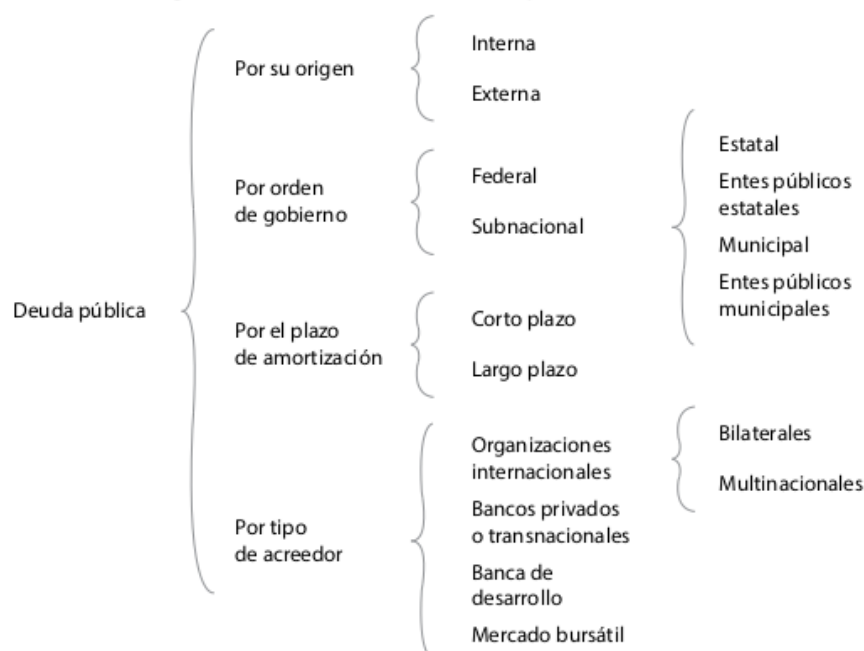 Deuda pública
Por su origen
Interna
Externa
Por orden
de gobierno
Federal
Subnacional
Estatal
Entes públicos
estatales
Municipal
Entes públicos
municipales
Por el plazo
de amortización
Corto plazo
Largo plazo
Por tipo
de acreedor
Organizaciones
internacionales
Bilaterales
Multinacionales
Bancos privados
o transnacionales
Banca de
desarrollo
Mercado bursátil